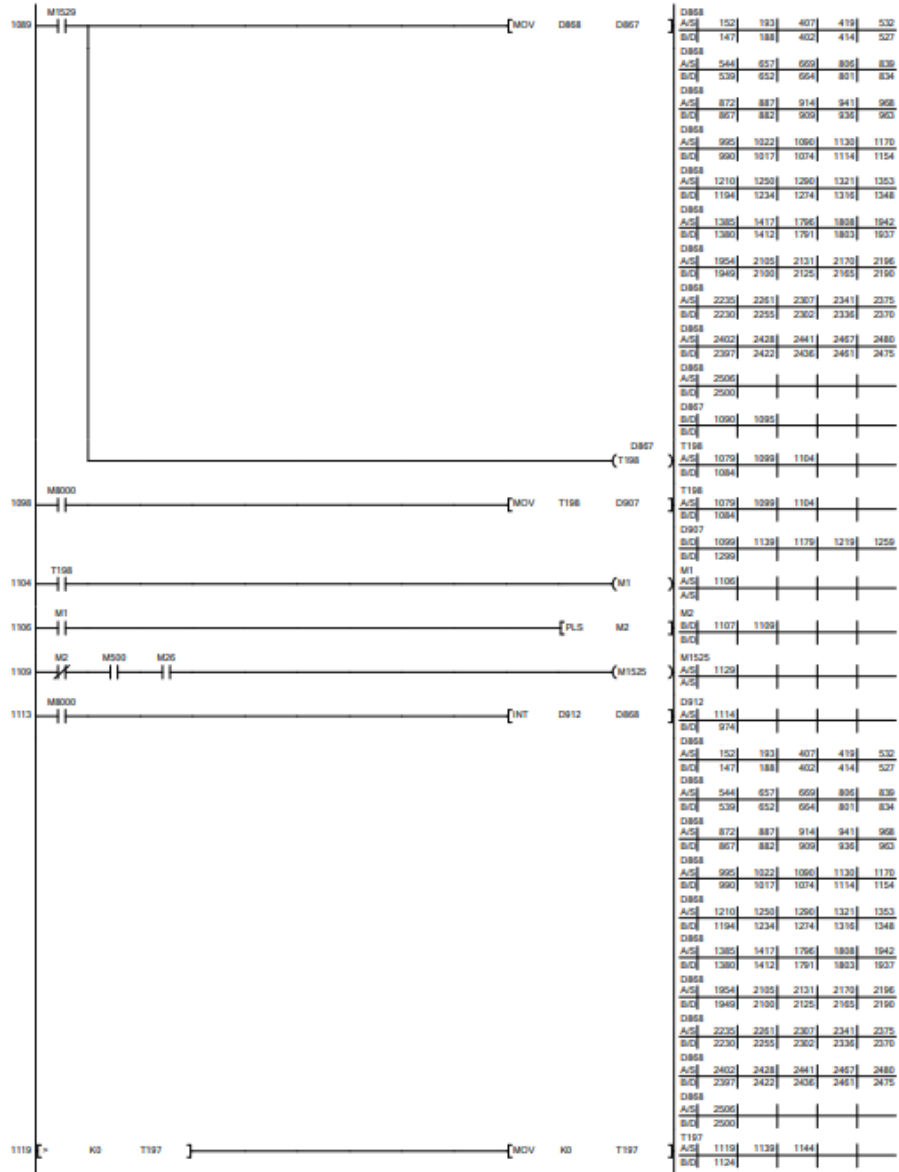 M1529
1089 [MOV D868 D867 ]
D868
A/S 152 193 407 419 532
B/D 147 188 402 414 527
D868
A/S 544 657 669 806 839
B/D 539 652 664 801 834
D868
A/S 872 887 914 941 968
B/D 867 882 909 936 963
D868
A/S 995 1022 1090 1130 1170
B/D 990 1017 1074 1114 1154
D868
A/S 1210 1250 1290 1321 1353
B/D 1194 1234 1274 1316 1348
D868
A/S 1385 1417 1796 1808 1942
B/D 1380 1412 1791 1803 1937
D868
A/S 1954 2105 2131 2170 2196
B/D 1949 2100 2125 2165 2190
D868
A/S 2235 2261 2307 2341 2375
B/D 2230 2255 2302 2336 2370
D868
A/S 2402 2428 2441 2467 2480
B/D 2397 2422 2436 2461 2475
D868
A/S 2506
B/D 2500
D867
B/D 1090 1095
B/D
D867
(T198 )
T198
A/S 1079 1099 1104
B/D 1084
M8000
1098 [MOV T198 D907 ]
T198
A/S 1079 1099 1104
B/D 1084
D907
B/D 1099 1139 1179 1219 1259
B/D 1299
T198
1104 (M1 )
M1
A/S 1106
A/S
M1
1106 [PLS M2 ]
M2
B/D 1107 1109
B/D
M2 M500 M26
1109 (M1525 )
M1525
A/S 1129
A/S
M8000
1113 [INT D912 D868 ]
D912
A/S 1114
B/D 974
D868
A/S 152 193 407 419 532
B/D 147 188 402 414 527
D868
A/S 544 657 669 806 839
B/D 539 652 664 801 834
D868
A/S 872 887 914 941 968
B/D 867 882 909 936 963
D868
A/S 995 1022 1090 1130 1170
B/D 990 1017 1074 1114 1154
D868
A/S 1210 1250 1290 1321 1353
B/D 1194 1234 1274 1316 1348
D868
A/S 1385 1417 1796 1808 1942
B/D 1380 1412 1791 1803 1937
D868
A/S 1954 2105 2131 2170 2196
B/D 1949 2100 2125 2165 2190
D868
A/S 2235 2261 2307 2341 2375
B/D 2230 2255 2302 2336 2370
D868
A/S 2402 2428 2441 2467 2480
B/D 2397 2422 2436 2461 2475
D868
A/S 2506
B/D 2500
1119 [> K0 T197 ] [MOV K0 T197 ]
T197
A/S 1119 1139 1144
B/D 1124